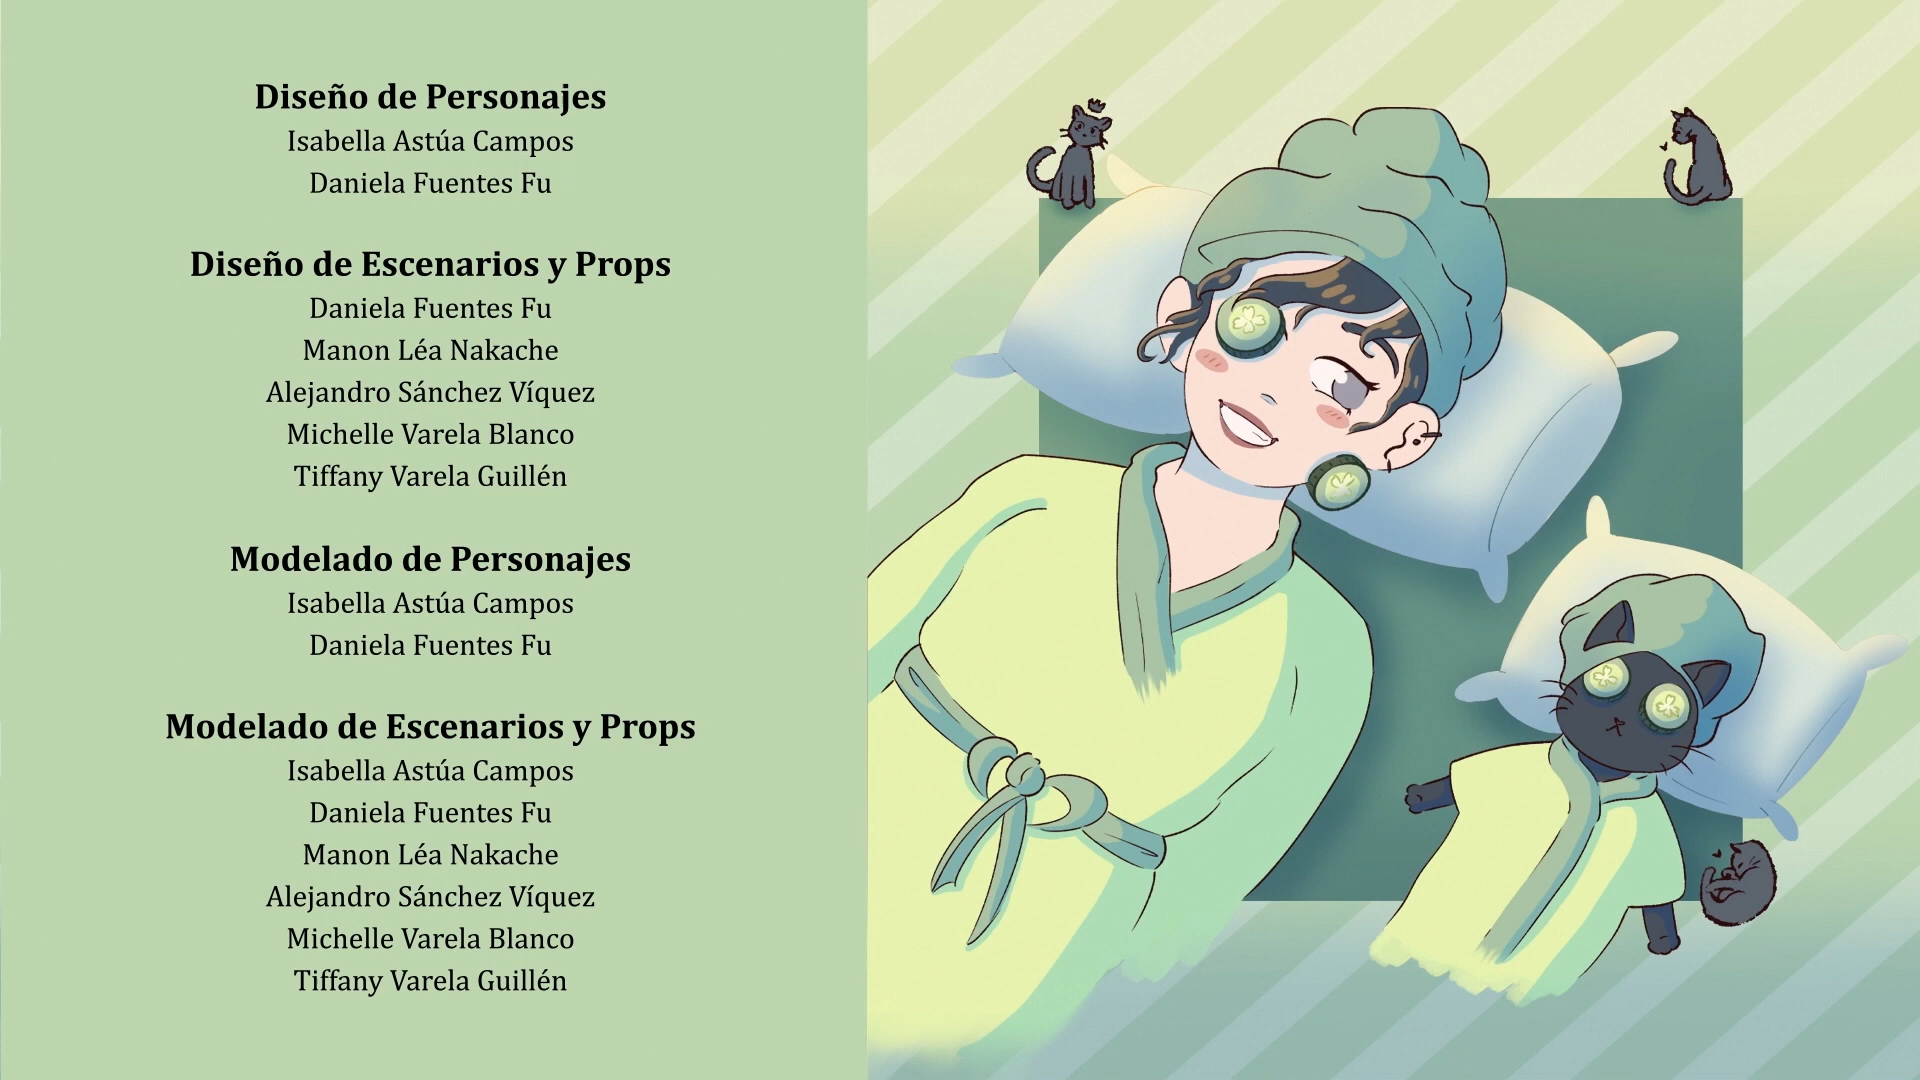 Diseño de Personajes
Isabella Astúa Campos
Daniela Fuentes Fu
Diseño de Escenarios y Props
Daniela Fuentes Fu
Manon Léa Nakache
Alejandro Sánchez Víquez
Michelle Varela Blanco
Tiffany Varela Guillén
Modelado de Personajes
Isabella Astúa Campos
Daniela Fuentes Fu
Modelado de Escenarios y Props
Isabella Astúa Campos
Daniela Fuentes Fu
Manon Léa Nakache
Alejandro Sánchez Víquez
Michelle Varela Blanco
Tiffany Varela Guillén